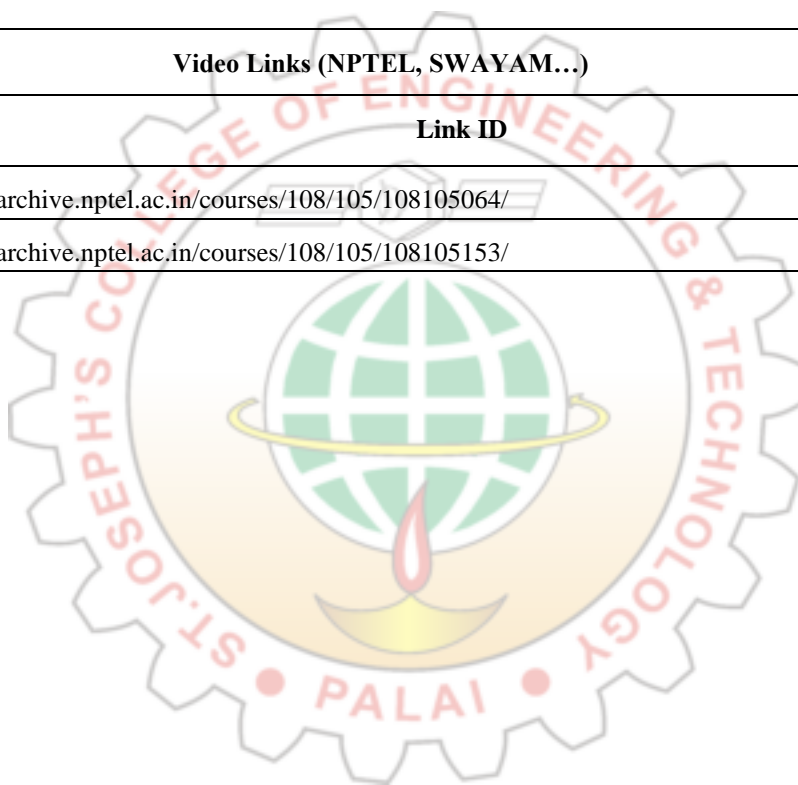 Video Links (NPTEL, SWAYAM…)
Link ID
archive.nptel.ac.in/courses/108/105/108105064/
archive.nptel.ac.in/courses/108/105/108105153/
ST.JOSEPH'S COLLEGE OF ENGINEERING & TECHNOLOGY
● PALAI ●